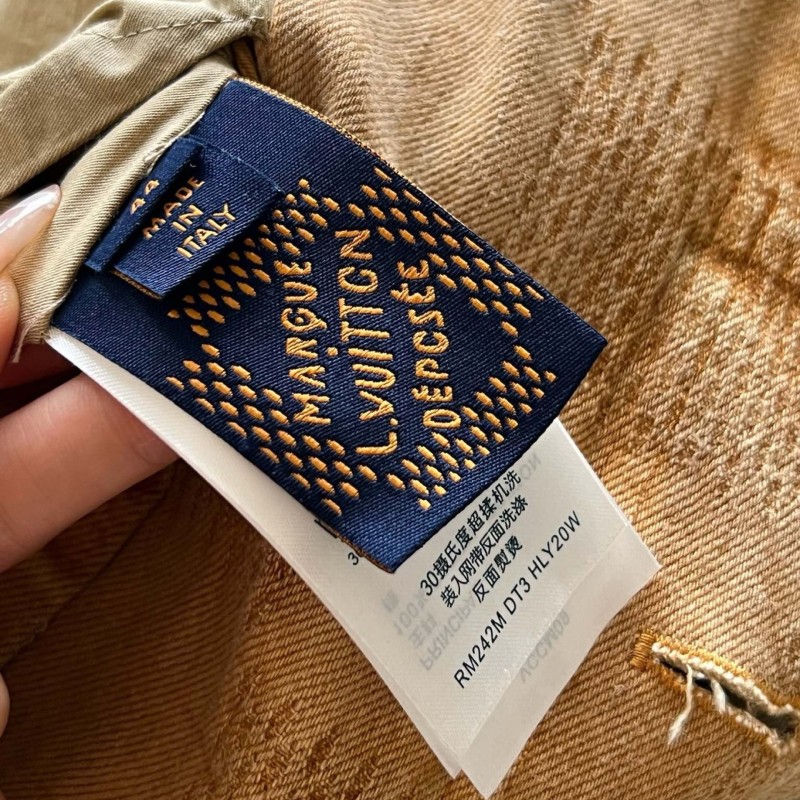 44
MADE
IN
ITALY
MARQUE
L.VUITTON
DÉPOSÉE
30摄氏度超柔机洗
装入网带反面洗涤
反面熨烫
RM242M DT3 HLY20W